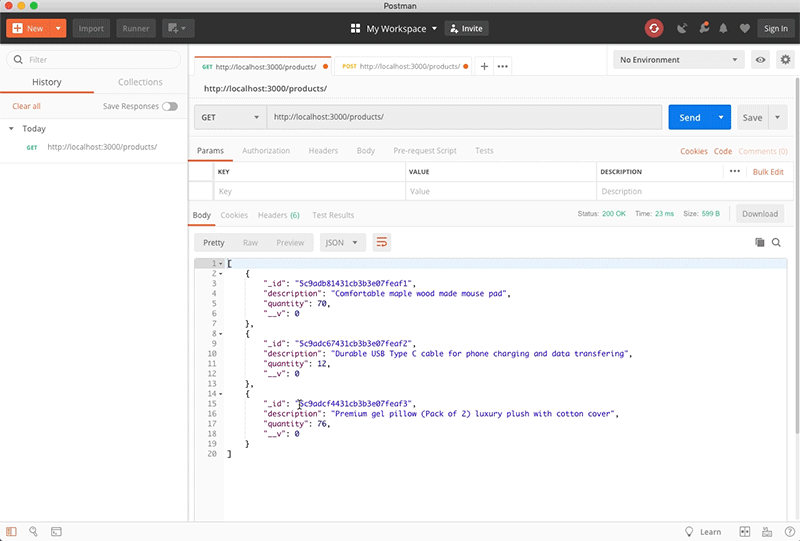 Postman
New Import Runner My Workspace Invite Sign In
Filter
History Collections
Clear all Save Responses
Today
GET http://localhost:3000/products/
GET http://localhost:3000/products/ POST http://localhost:3000/products/ No Environment
http://localhost:3000/products/
GET http://localhost:3000/products/ Send Save
Params Authorization Headers Body Pre-request Script Tests Cookies Code Comments (0)
KEY VALUE DESCRIPTION Bulk Edit
Key Value Description
Body Cookies Headers (6) Test Results Status: 200 OK Time: 23 ms Size: 599 B Download
Pretty Raw Preview JSON
1 [
2 {
3 "_id": "5c9adb81431cb3b3e07feaf1",
4 "description": "Comfortable maple wood made mouse pad",
5 "quantity": 70,
6 "__v": 0
7 },
8 {
9 "_id": "5c9adc67431cb3b3e07feaf2",
10 "description": "Durable USB Type C cable for phone charging and data transfering",
11 "quantity": 12,
12 "__v": 0
13 },
14 {
15 "_id": "5c9adcf4431cb3b3e07feaf3",
16 "description": "Premium gel pillow (Pack of 2) luxury plush with cotton cover",
17 "quantity": 76,
18 "__v": 0
19 }
20 ]
Learn